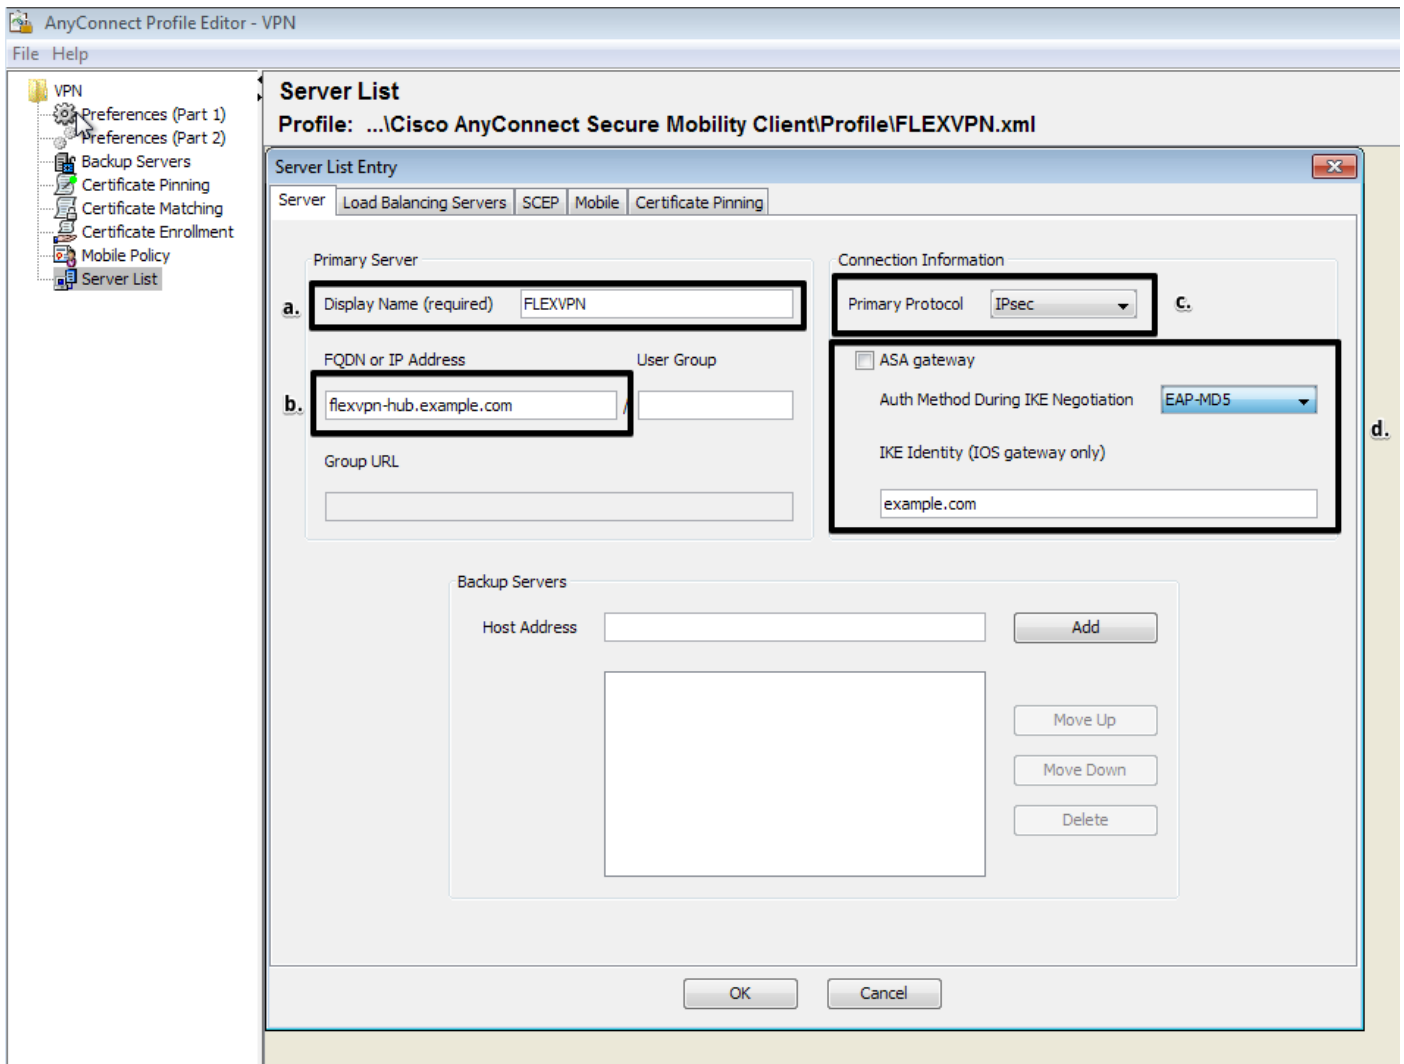 AnyConnect Profile Editor - VPN
File Help
VPN
Preferences (Part 1)
Preferences (Part 2)
Backup Servers
Certificate Pinning
Certificate Matching
Certificate Enrollment
Mobile Policy
Server List
Server List
Profile: ...\Cisco AnyConnect Secure Mobility Client\Profile\FLEXVPN.xml
Server List Entry
Server Load Balancing Servers SCEP Mobile Certificate Pinning
Primary Server
a. Display Name (required) FLEXVPN
FQDN or IP Address User Group
b. flexvpn-hub.example.com /
Group URL
Connection Information
Primary Protocol IPsec c.
ASA gateway
Auth Method During IKE Negotiation EAP-MD5
d.
IKE Identity (IOS gateway only)
example.com
Backup Servers
Host Address Add
Move Up
Move Down
Delete
OK Cancel